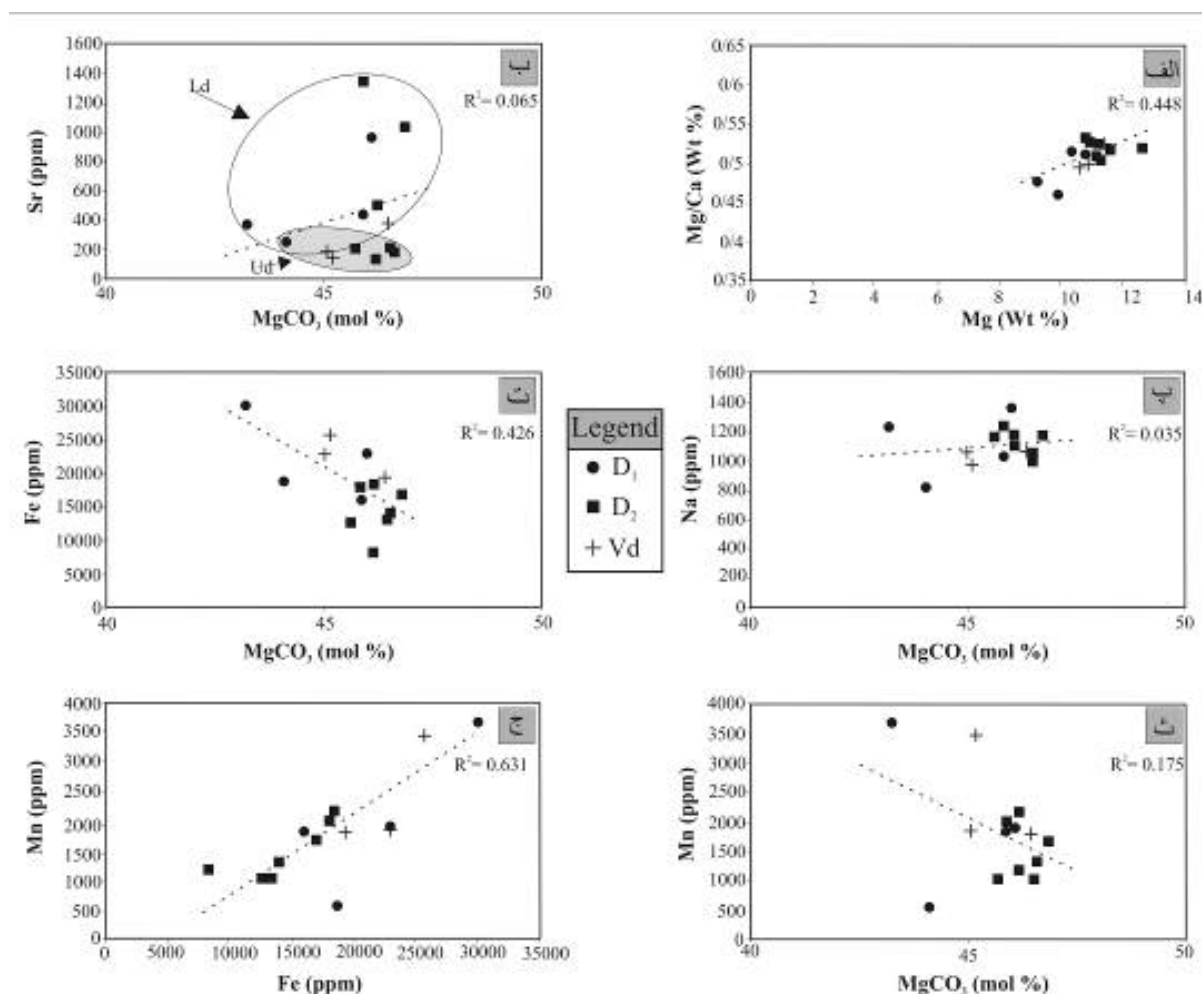 ب
R²= 0.065
Ld
Ud
1600
1400
1200
1000
800
600
400
200
0
Sr (ppm)
40 45 50
MgCO₃ (mol %)
الف
R²= 0.448
0/65
0/6
0/55
0/5
0/45
0/4
0/35
Mg/Ca (Wt %)
0 2 4 6 8 10 12 14
Mg (Wt %)
ت
R²= 0.426
35000
30000
25000
20000
15000
10000
5000
0
Fe (ppm)
40 45 50
MgCO₃ (mol %)
Legend
D₁
D₂
Vd
پ
R²= 0.035
1600
1400
1200
1000
800
600
400
200
0
Na (ppm)
40 45 50
MgCO₃ (mol %)
ج
R²= 0.631
4000
3500
3000
2500
2000
1500
1000
500
0
Mn (ppm)
0 5000 10000 15000 20000 25000 30000 35000
Fe (ppm)
ث
R²= 0.175
4000
3500
3000
2500
2000
1500
1000
500
0
Mn (ppm)
40 45 50
MgCO₃ (mol %)